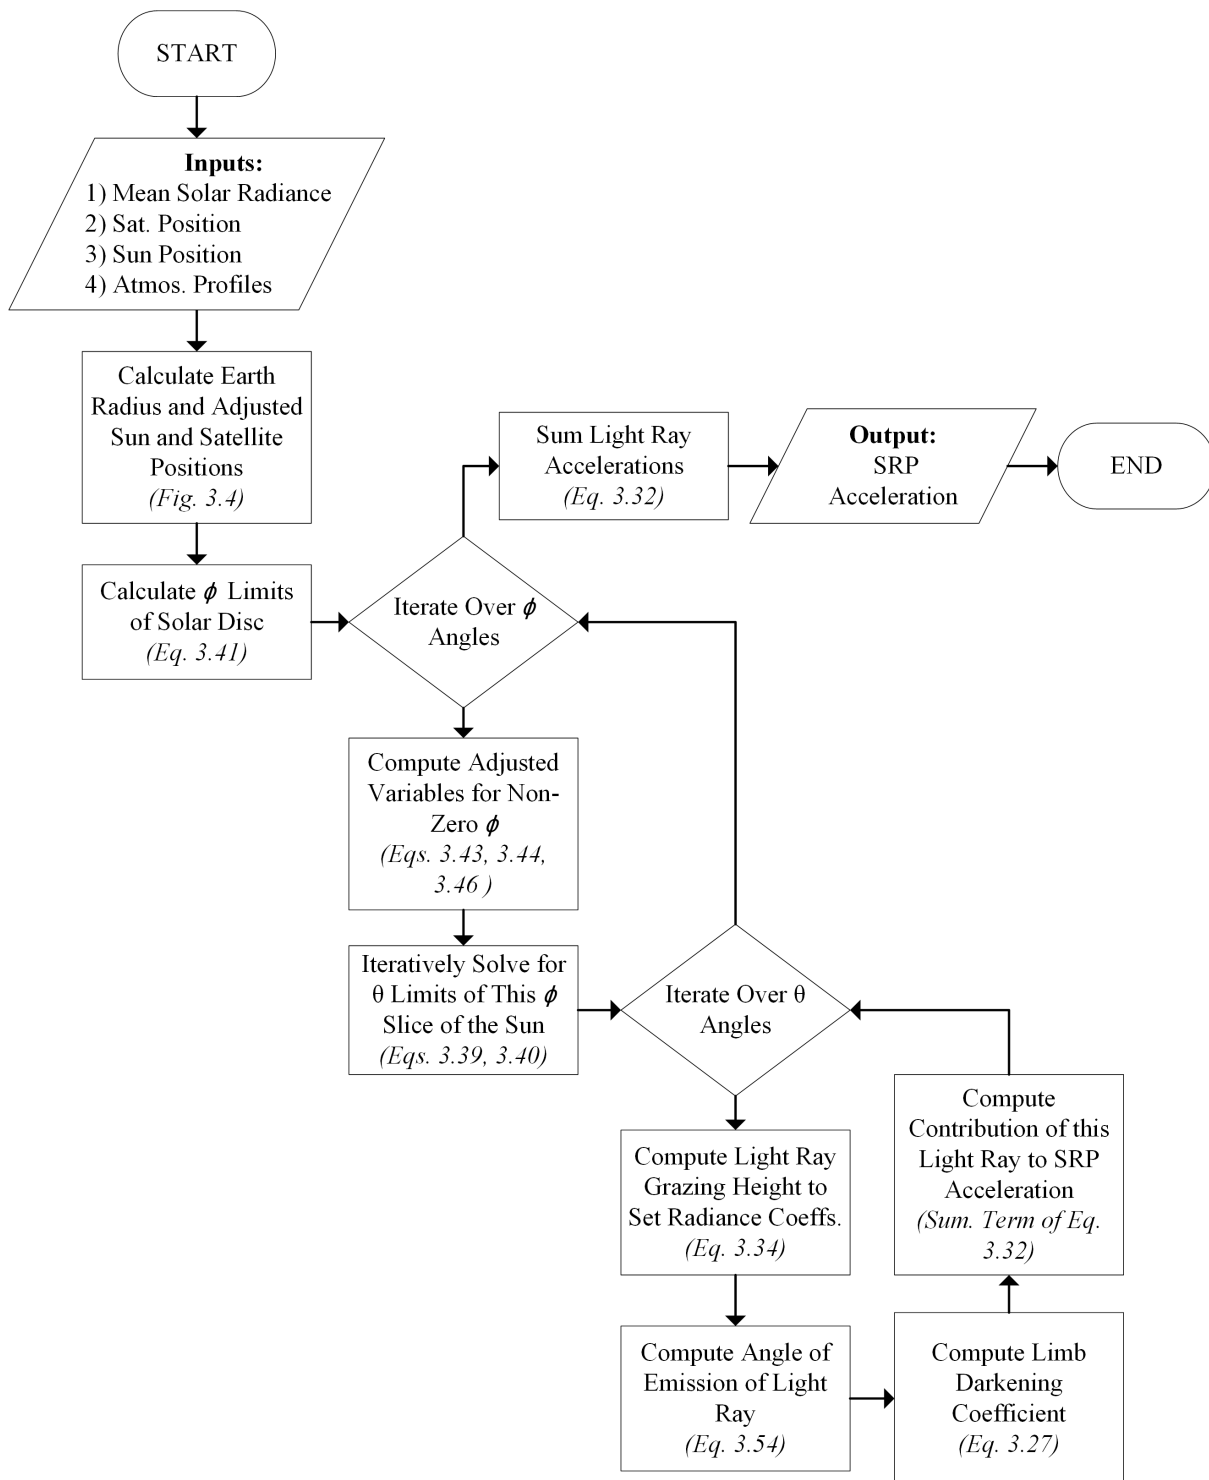 START
Inputs:
1) Mean Solar Radiance
2) Sat. Position
3) Sun Position
4) Atmos. Profiles
Calculate Earth
Radius and Adjusted
Sun and Satellite
Positions
(Fig. 3.4)
Calculate ϕ Limits
of Solar Disc
(Eq. 3.41)
Iterate Over ϕ
Angles
Sum Light Ray
Accelerations
(Eq. 3.32)
Output:
SRP
Acceleration
END
Compute Adjusted
Variables for Non-
Zero ϕ
(Eqs. 3.43, 3.44,
3.46 )
Iteratively Solve for
θ Limits of This ϕ
Slice of the Sun
(Eqs. 3.39, 3.40)
Iterate Over θ
Angles
Compute Light Ray
Grazing Height to
Set Radiance Coeffs.
(Eq. 3.34)
Compute Angle of
Emission of Light
Ray
(Eq. 3.54)
Compute Limb
Darkening
Coefficient
(Eq. 3.27)
Compute
Contribution of this
Light Ray to SRP
Acceleration
(Sum. Term of Eq.
3.32)